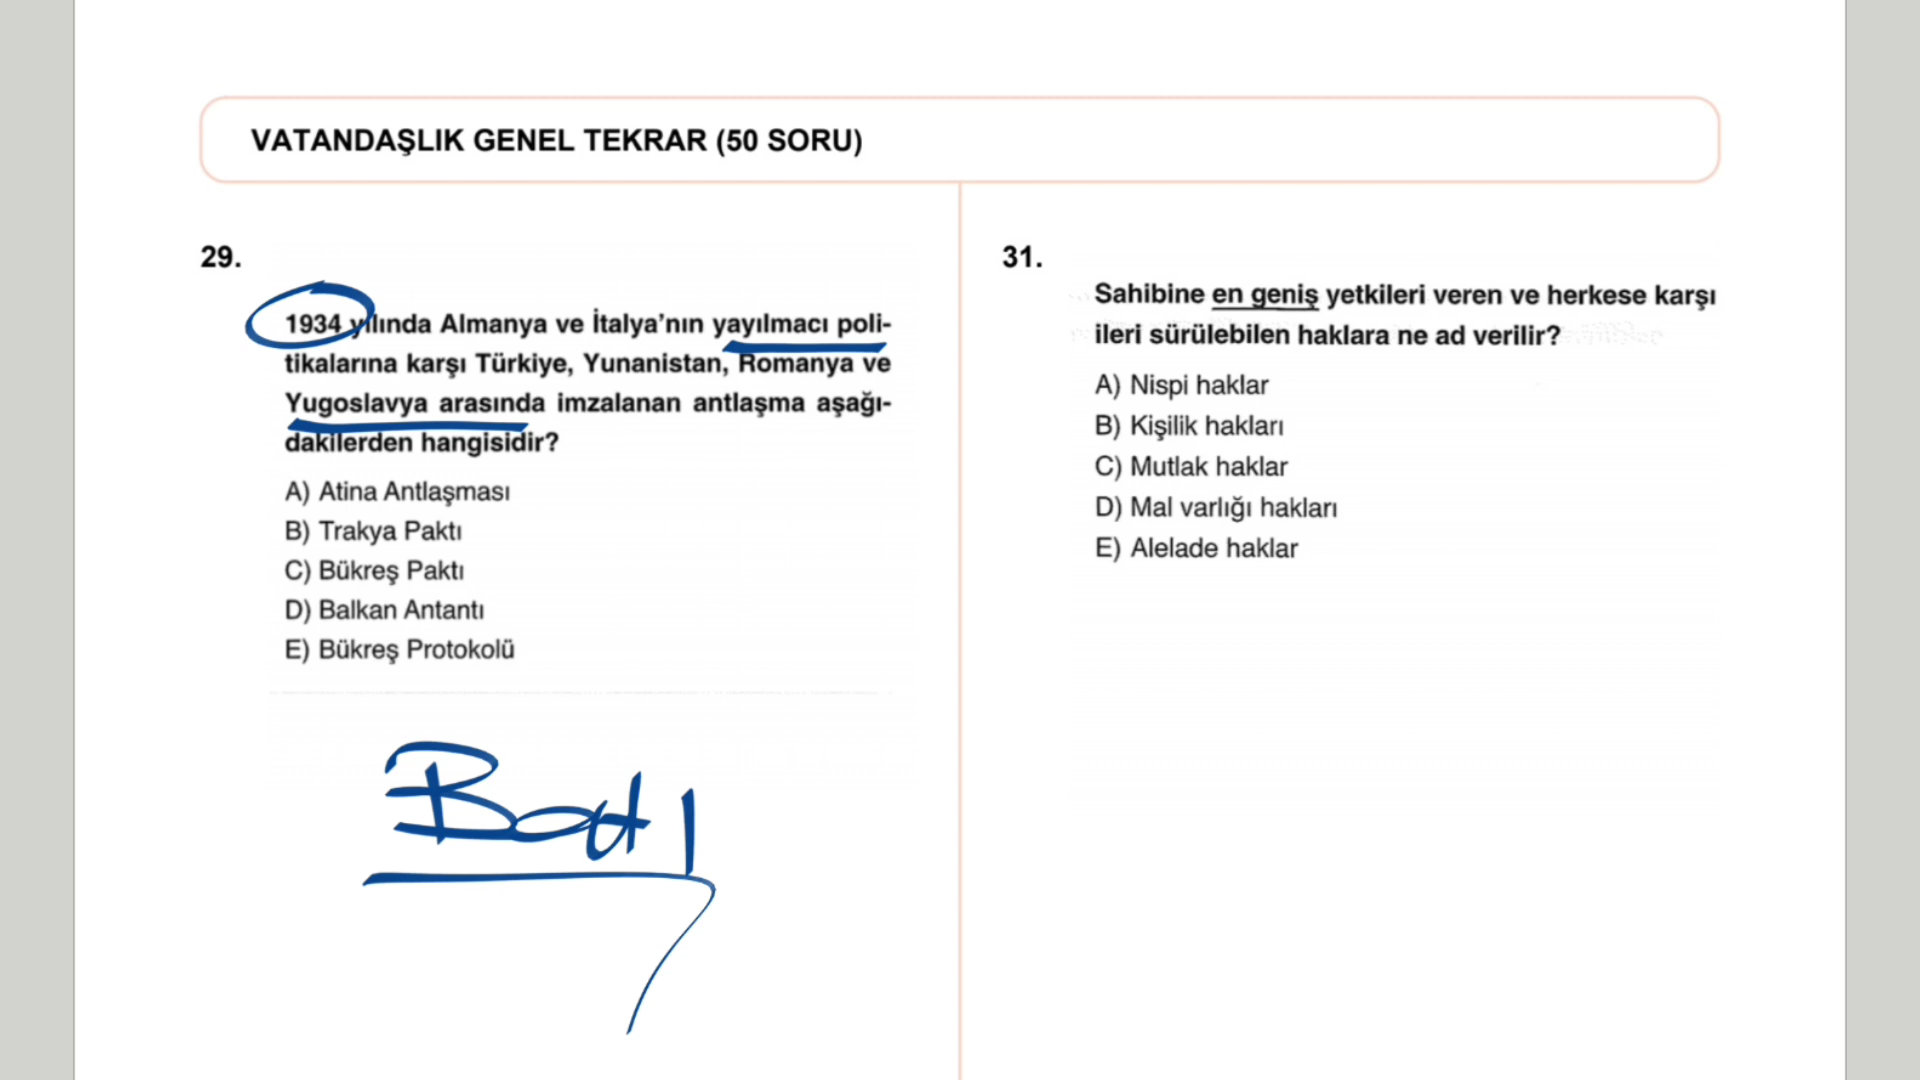 VATANDAŞLIK GENEL TEKRAR (50 SORU)
29.
1934 yılında Almanya ve İtalya'nın yayılmacı poli-
tikalarına karşı Türkiye, Yunanistan, Romanya ve
Yugoslavya arasında imzalanan antlaşma aşağı-
dakilerden hangisidir?
A) Atina Antlaşması
B) Trakya Paktı
C) Bükreş Paktı
D) Balkan Antantı
E) Bükreş Protokolü
Batı
31.
Sahibine en geniş yetkileri veren ve herkese karşı
ileri sürülebilen haklara ne ad verilir?
A) Nispi haklar
B) Kişilik hakları
C) Mutlak haklar
D) Mal varlığı hakları
E) Alelade haklar